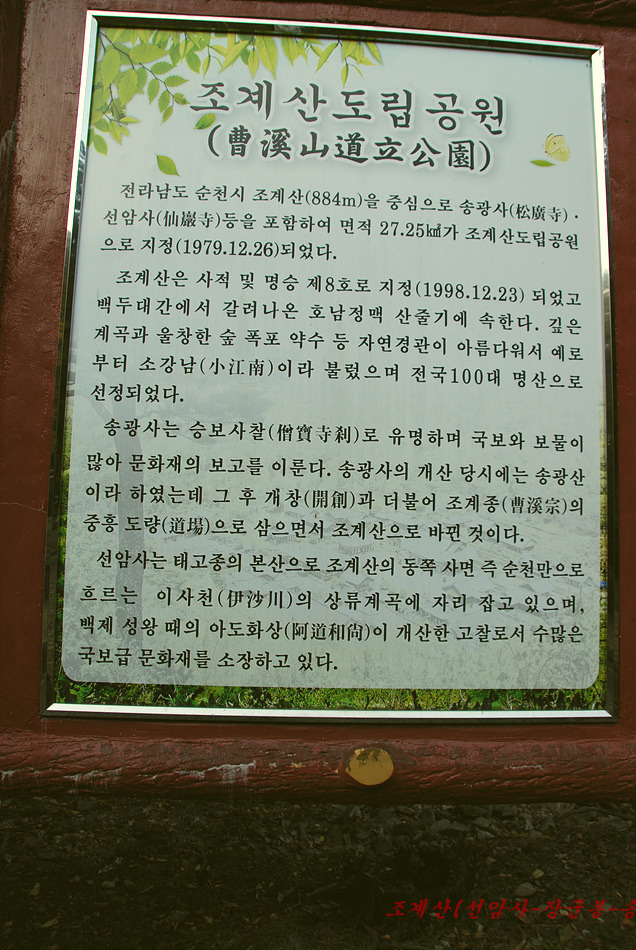 조계산도립공원
(曹溪山道立公園)
전라남도 순천시 조계산(884m)을 중심으로 송광사(松廣寺)·
선암사(仙巖寺)등을 포함하여 면적 27.25㎢가 조계산도립공원
으로 지정(1979.12.26)되었다.
조계산은 사적 및 명승 제8호로 지정(1998.12.23) 되었고
백두대간에서 갈려나온 호남정맥 산줄기에 속한다. 깊은
계곡과 울창한 숲 폭포 약수 등 자연경관이 아름다워서 예로
부터 소강남(小江南)이라 불렀으며 전국100대 명산으로
선정되었다.
송광사는 승보사찰(僧寶寺刹)로 유명하며 국보와 보물이
많아 문화재의 보고를 이룬다. 송광사의 개산 당시에는 송광산
이라 하였는데 그 후 개창(開創)과 더불어 조계종(曹溪宗)의
중흥 도량(道場)으로 삼으면서 조계산으로 바뀐 것이다.
선암사는 태고종의 본산으로 조계산의 동쪽 사면 즉 순천만으로
흐르는 이사천(伊沙川)의 상류계곡에 자리 잡고 있으며,
백제 성왕 때의 아도화상(阿道和尙)이 개산한 고찰로서 수많은
국보급 문화재를 소장하고 있다.
조계산(선암사-장군봉-